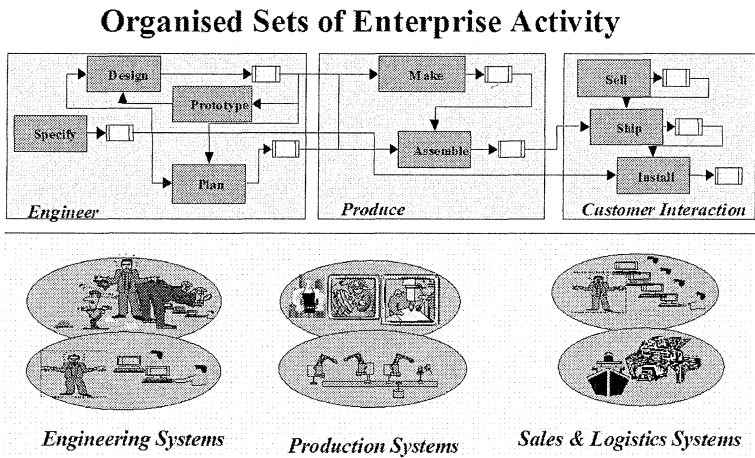 Organised Sets of Enterprise Activity
Design
Prototype
Specify
Plan
Engineer
Make
Assemble
Produce
Sell
Ship
Install
Customer Interaction
Engineering Systems
Production Systems
Sales & Logistics Systems